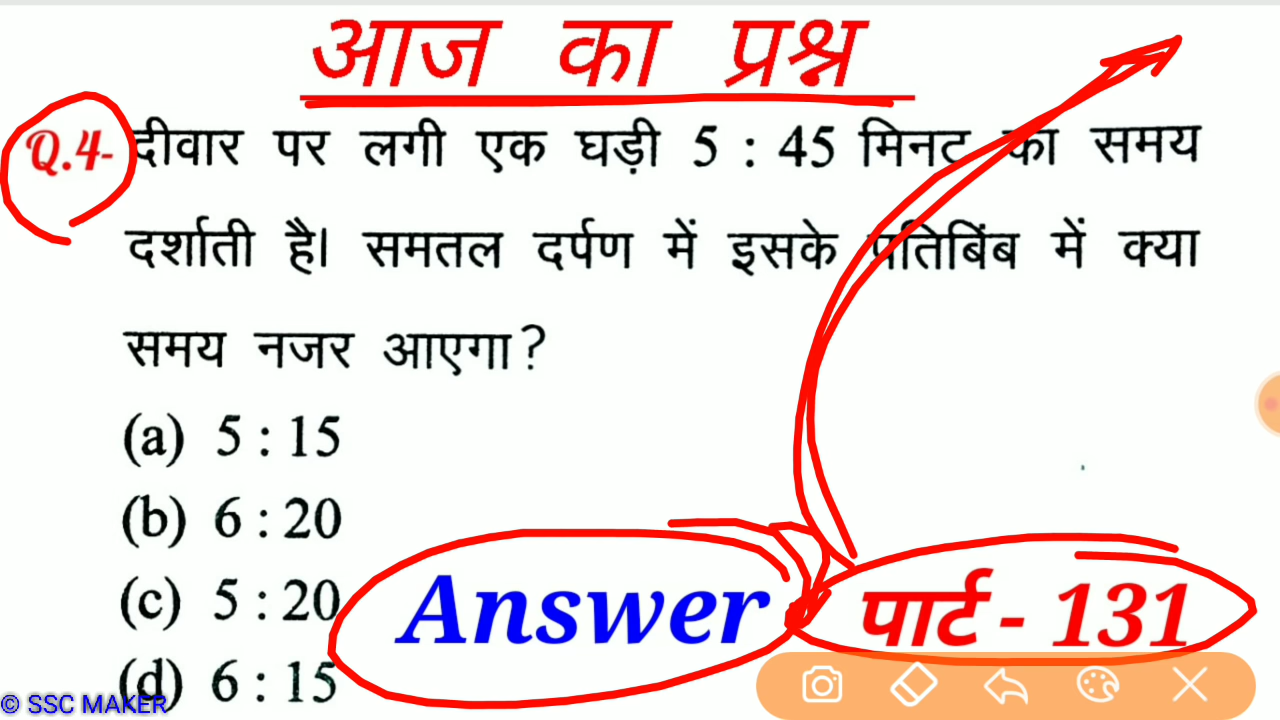 आज का प्रश्न
Q.4- दीवार पर लगी एक घड़ी 5 : 45 मिनट का समय
दर्शाती है। समतल दर्पण में इसके प्रतिबिंब में क्या
समय नजर आएगा?
(a) 5 : 15
(b) 6 : 20
(c) 5 : 20
(d) 6 : 15
Answer
पार्ट - 131
© SSC MAKER